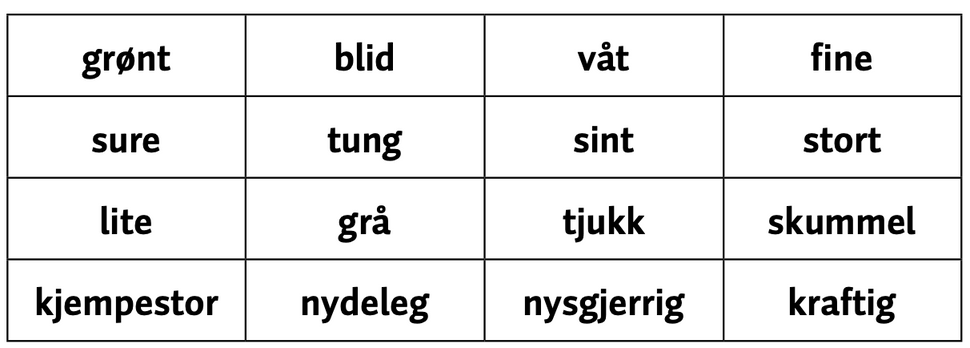 grønt blid våt fine
sure tung sint stort
lite grå tjukk skummel
kjempestor nydeleg nysgjerrig kraftig